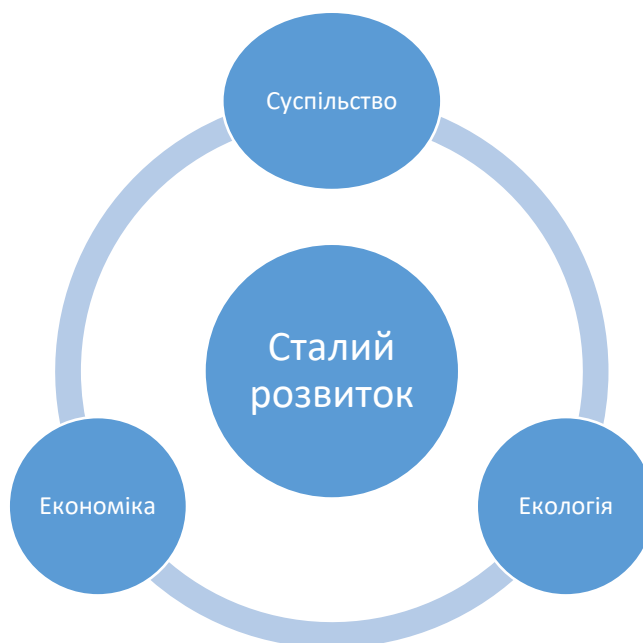 Суспільство
Сталий
розвиток
Економіка
Екологія